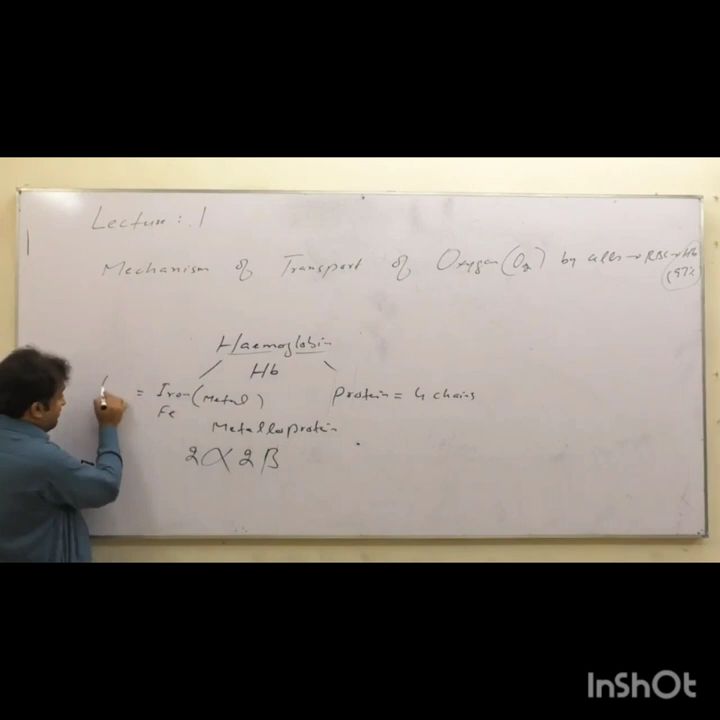 Lecture: 1
Mechanism of Transport of Oxygen (O2) by cells → RBC → Hb
(97%
Haemoglobin
Hb
= Iron (Metal) Protein = 4 chains
Fe
Metalloprotein
2α 2β
InShOt